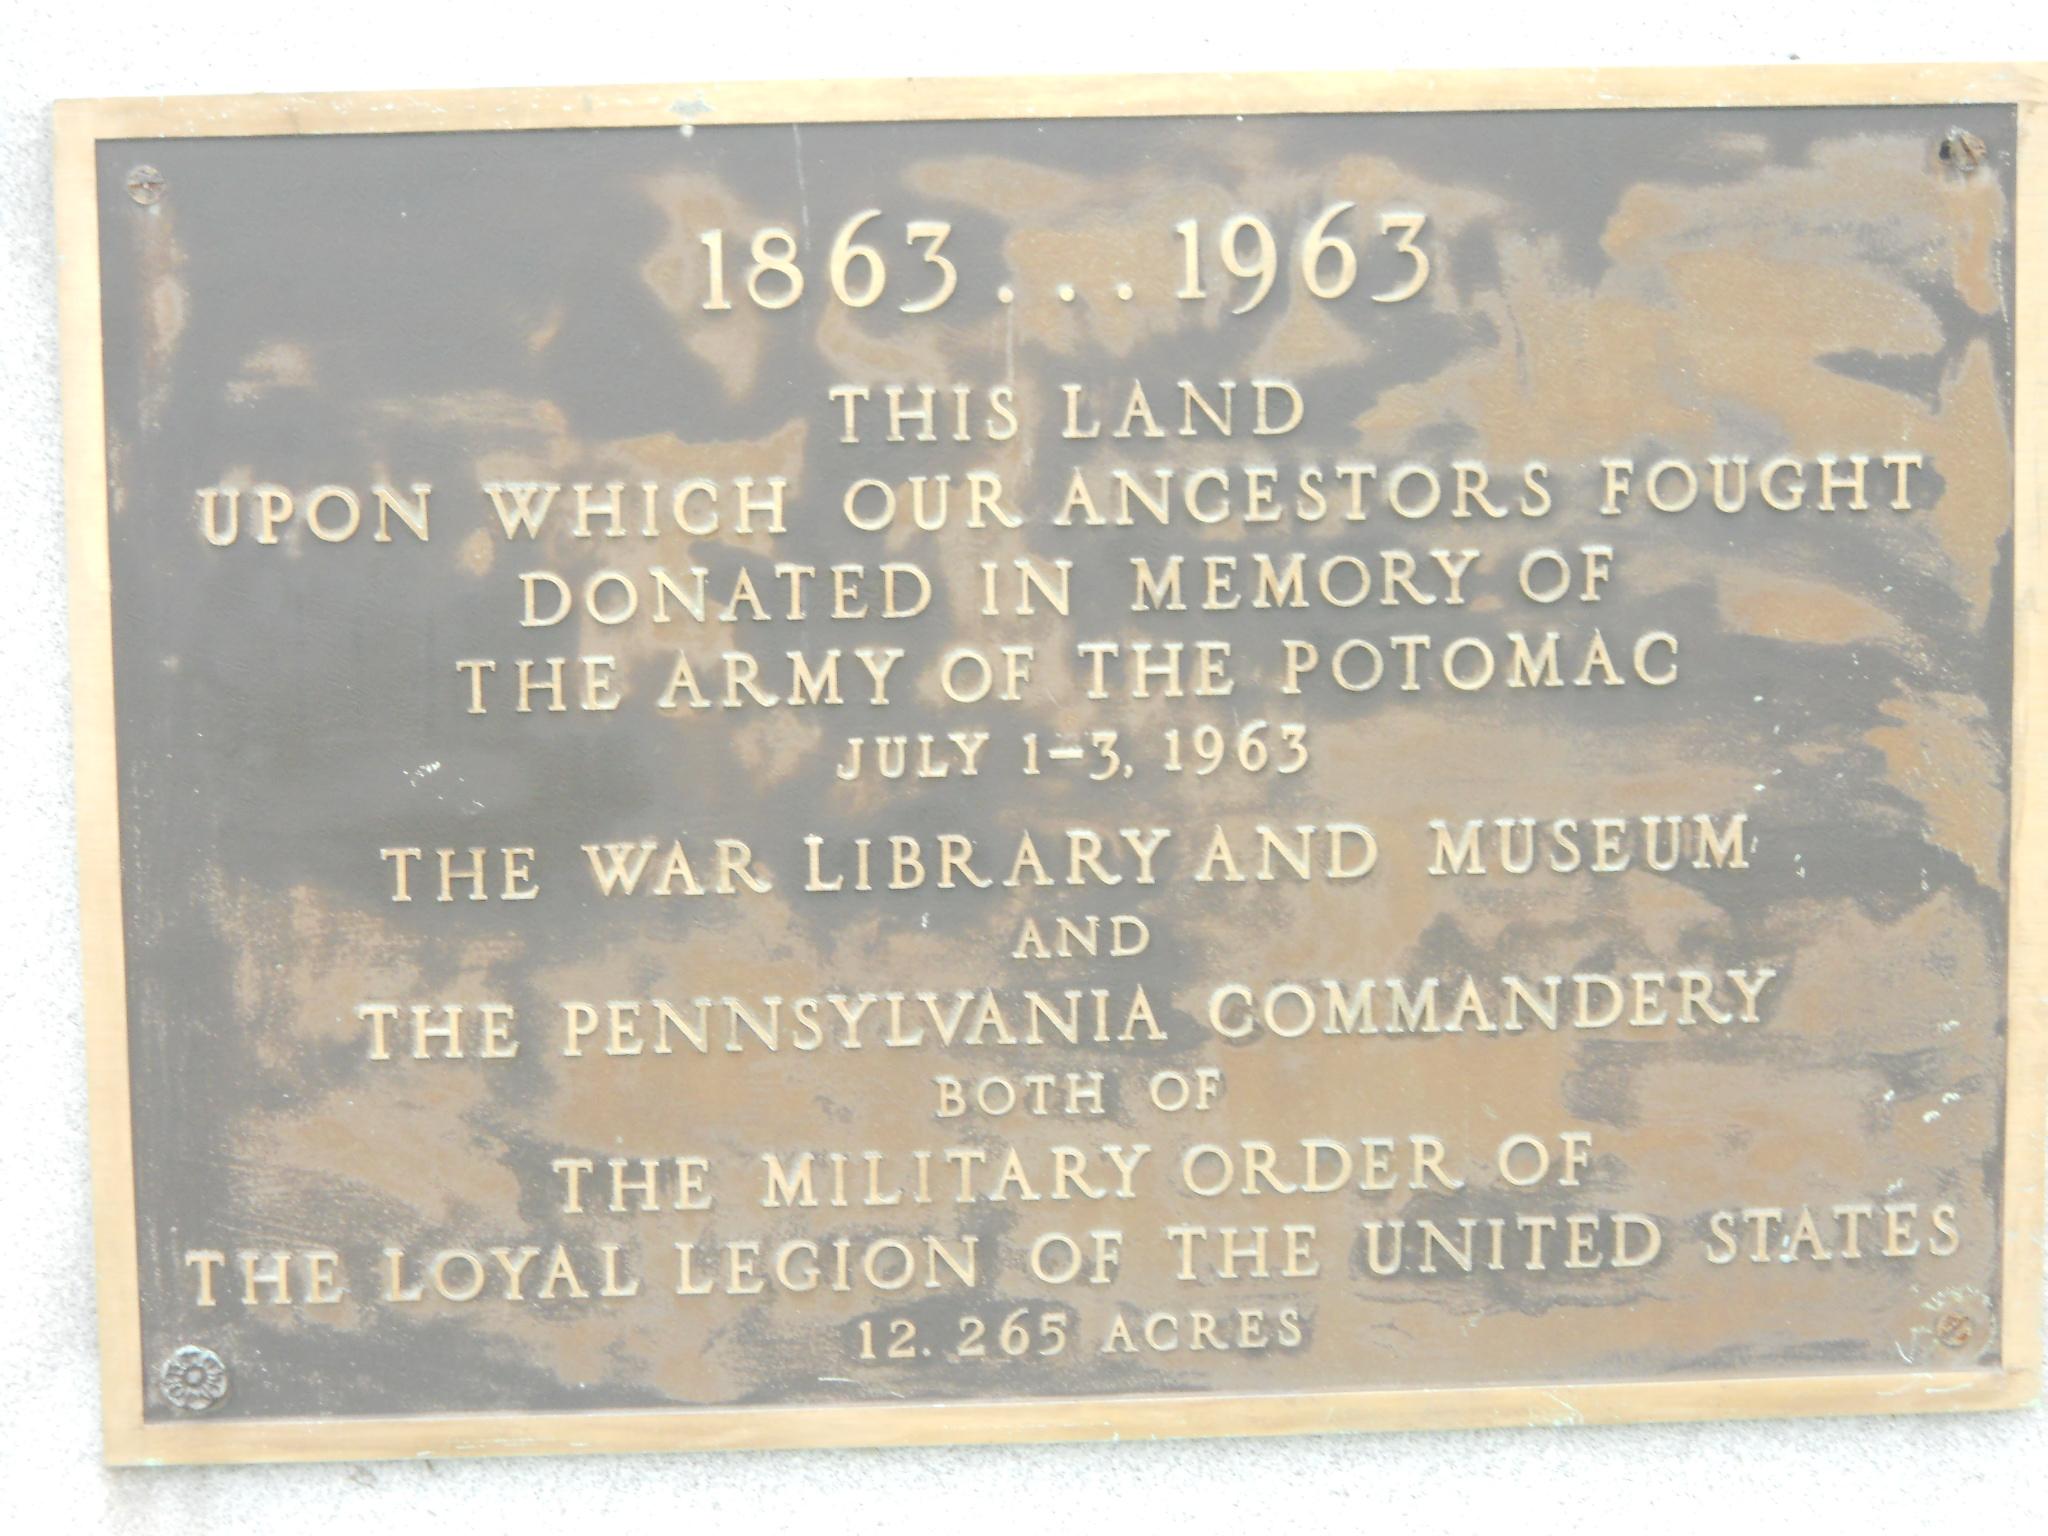 1863...1963
THIS LAND
UPON WHICH OUR ANCESTORS FOUGHT
DONATED IN MEMORY OF
THE ARMY OF THE POTOMAC
JULY 1-3, 1963
THE WAR LIBRARY AND MUSEUM
AND
THE PENNSYLVANIA COMMANDERY
BOTH OF
THE MILITARY ORDER OF
THE LOYAL LEGION OF THE UNITED STATES
12.265 ACRES